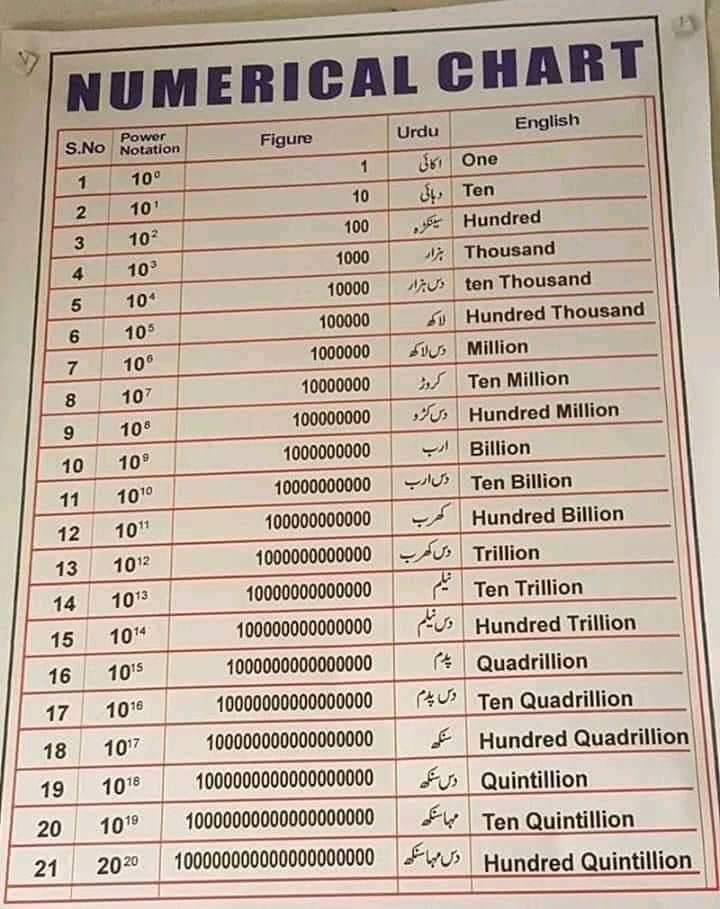 NUMERICAL CHART
S.No Power Notation Figure Urdu English
1 10⁰ 1 اکائی One
2 10¹ 10 دہائی Ten
3 10² 100 سینکڑہ Hundred
4 10³ 1000 ہزار Thousand
5 10⁴ 10000 دس ہزار ten Thousand
6 10⁵ 100000 لاکھ Hundred Thousand
7 10⁶ 1000000 دس لاکھ Million
8 10⁷ 10000000 کروڑ Ten Million
9 10⁸ 100000000 دس کڑو Hundred Million
10 10⁹ 1000000000 ارب Billion
11 10¹⁰ 10000000000 دس ارب Ten Billion
12 10¹¹ 100000000000 کھرب Hundred Billion
13 10¹² 1000000000000 دس کھرب Trillion
14 10¹³ 10000000000000 نیلم Ten Trillion
15 10¹⁴ 100000000000000 دس نیلم Hundred Trillion
16 10¹⁵ 1000000000000000 پدم Quadrillion
17 10¹⁶ 10000000000000000 دس پدم Ten Quadrillion
18 10¹⁷ 100000000000000000 سنکھ Hundred Quadrillion
19 10¹⁸ 1000000000000000000 دس سنکھ Quintillion
20 10¹⁹ 10000000000000000000 مہاسنکھ Ten Quintillion
21 20²⁰ 100000000000000000000 دس مہاسنکھ Hundred Quintillion